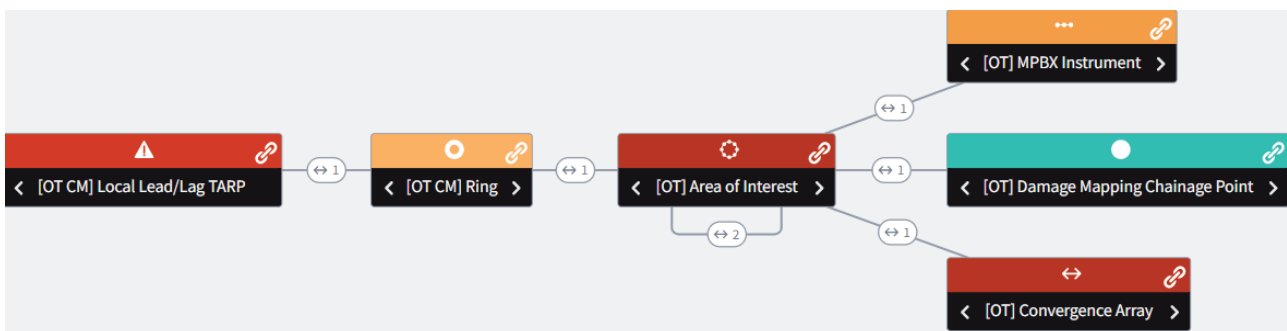 [OT] MPBX Instrument
1
[OT CM] Local Lead/Lag TARP
1
[OT CM] Ring
1
[OT] Area of Interest
1
[OT] Damage Mapping Chainage Point
2
1
[OT] Convergence Array